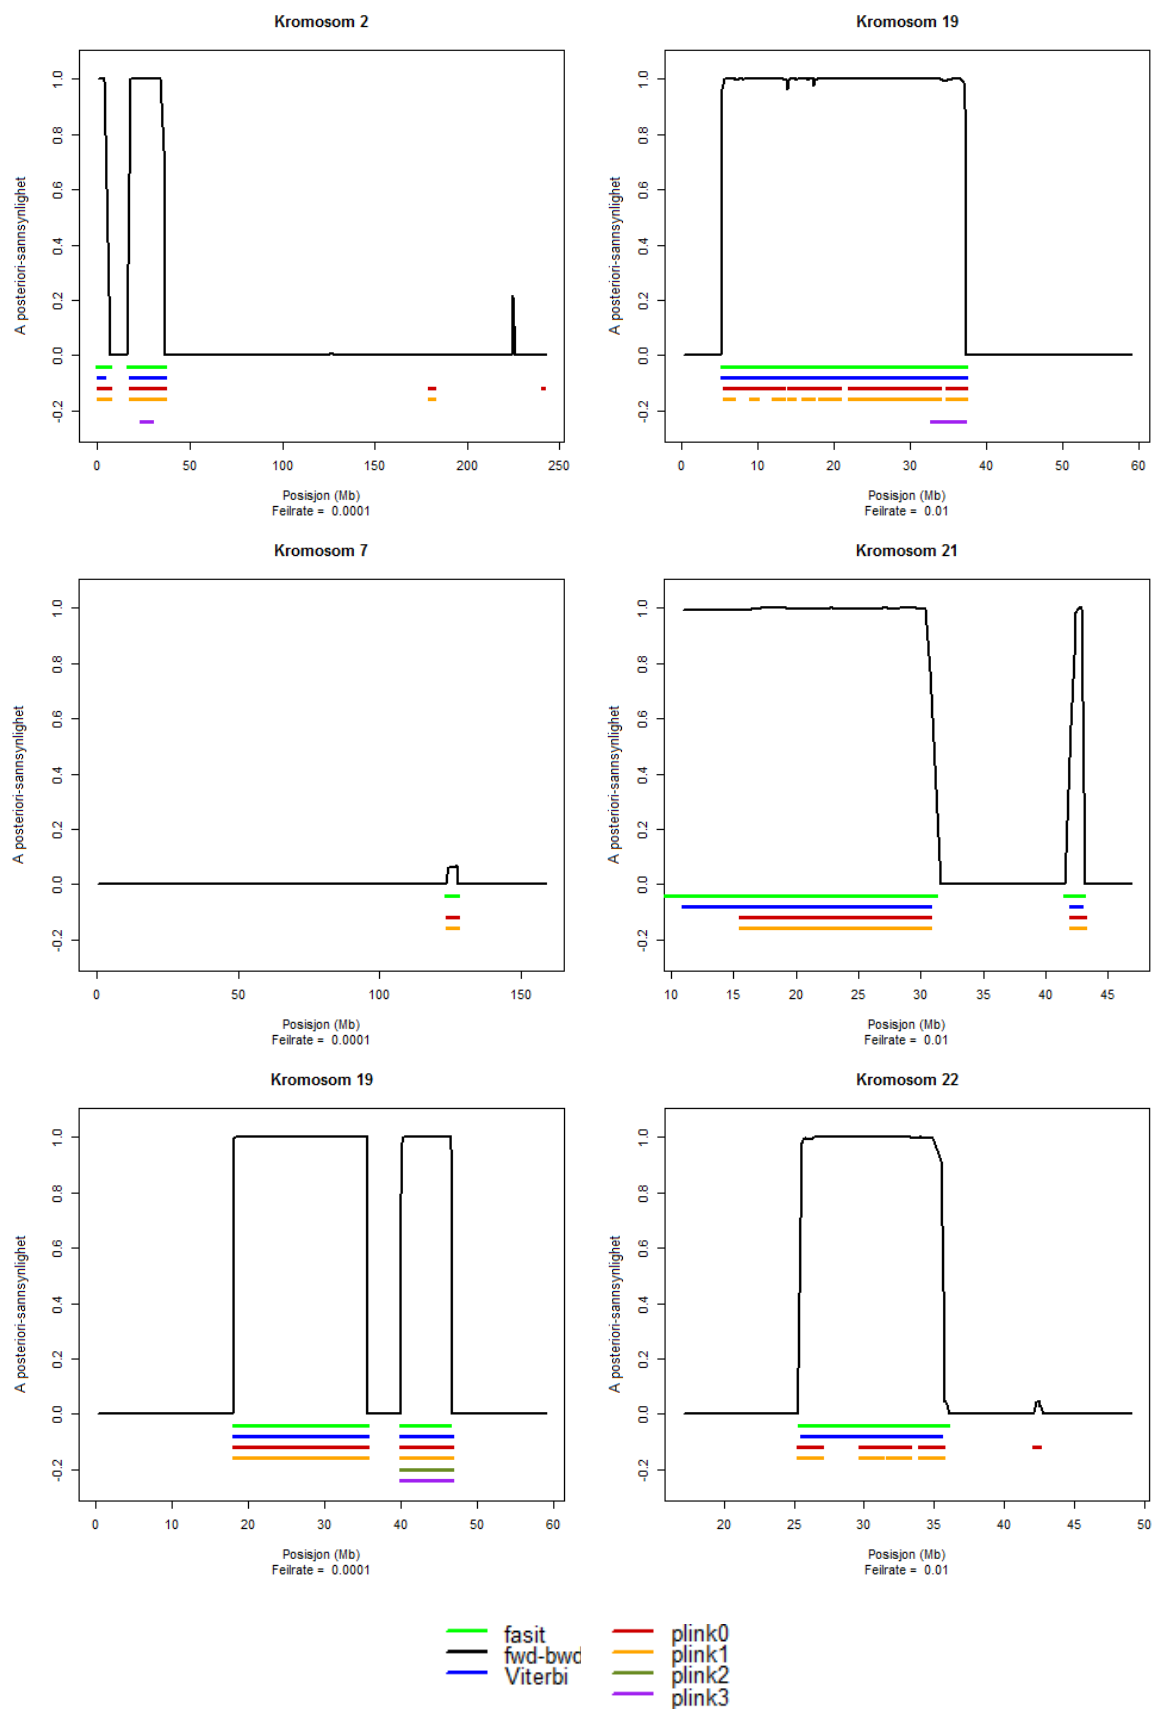 Kromosom 2
A posteriori-sannsynlighet
1.0
0.8
0.6
0.4
0.2
0.0
-0.2
0 50 100 150 200 250
Posisjon (Mb)
Feilrate = 0.0001
Kromosom 19
A posteriori-sannsynlighet
1.0
0.8
0.6
0.4
0.2
0.0
-0.2
0 10 20 30 40 50 60
Posisjon (Mb)
Feilrate = 0.01
Kromosom 7
A posteriori-sannsynlighet
1.0
0.8
0.6
0.4
0.2
0.0
-0.2
0 50 100 150
Posisjon (Mb)
Feilrate = 0.0001
Kromosom 21
A posteriori-sannsynlighet
1.0
0.8
0.6
0.4
0.2
0.0
-0.2
10 15 20 25 30 35 40 45
Posisjon (Mb)
Feilrate = 0.01
Kromosom 19
A posteriori-sannsynlighet
1.0
0.8
0.6
0.4
0.2
0.0
-0.2
0 10 20 30 40 50 60
Posisjon (Mb)
Feilrate = 0.0001
Kromosom 22
A posteriori-sannsynlighet
1.0
0.8
0.6
0.4
0.2
0.0
-0.2
20 25 30 35 40 45 50
Posisjon (Mb)
Feilrate = 0.01
fasit
fwd-bwd
Viterbi
plink0
plink1
plink2
plink3